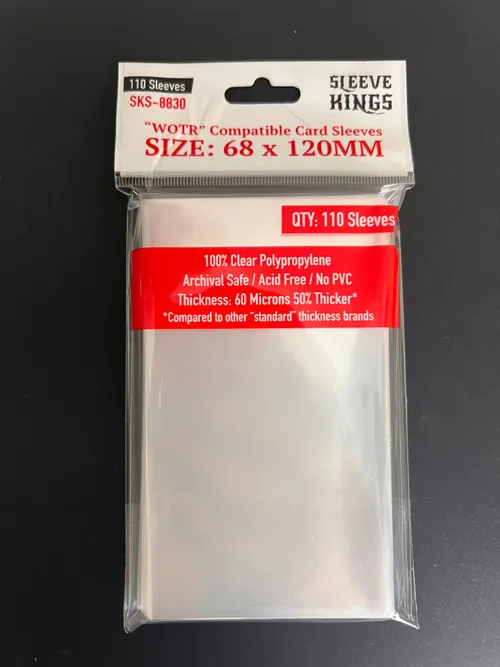 110 Sleeves
SKS-8830
SLEEVE
KINGS
"WOTR" Compatible Card Sleeves
SIZE: 68 x 120MM
QTY: 110 Sleeves
100% Clear Polypropylene
Archival Safe / Acid Free / No PVC
Thickness: 60 Microns 50% Thicker*
*Compared to other "standard" thickness brands